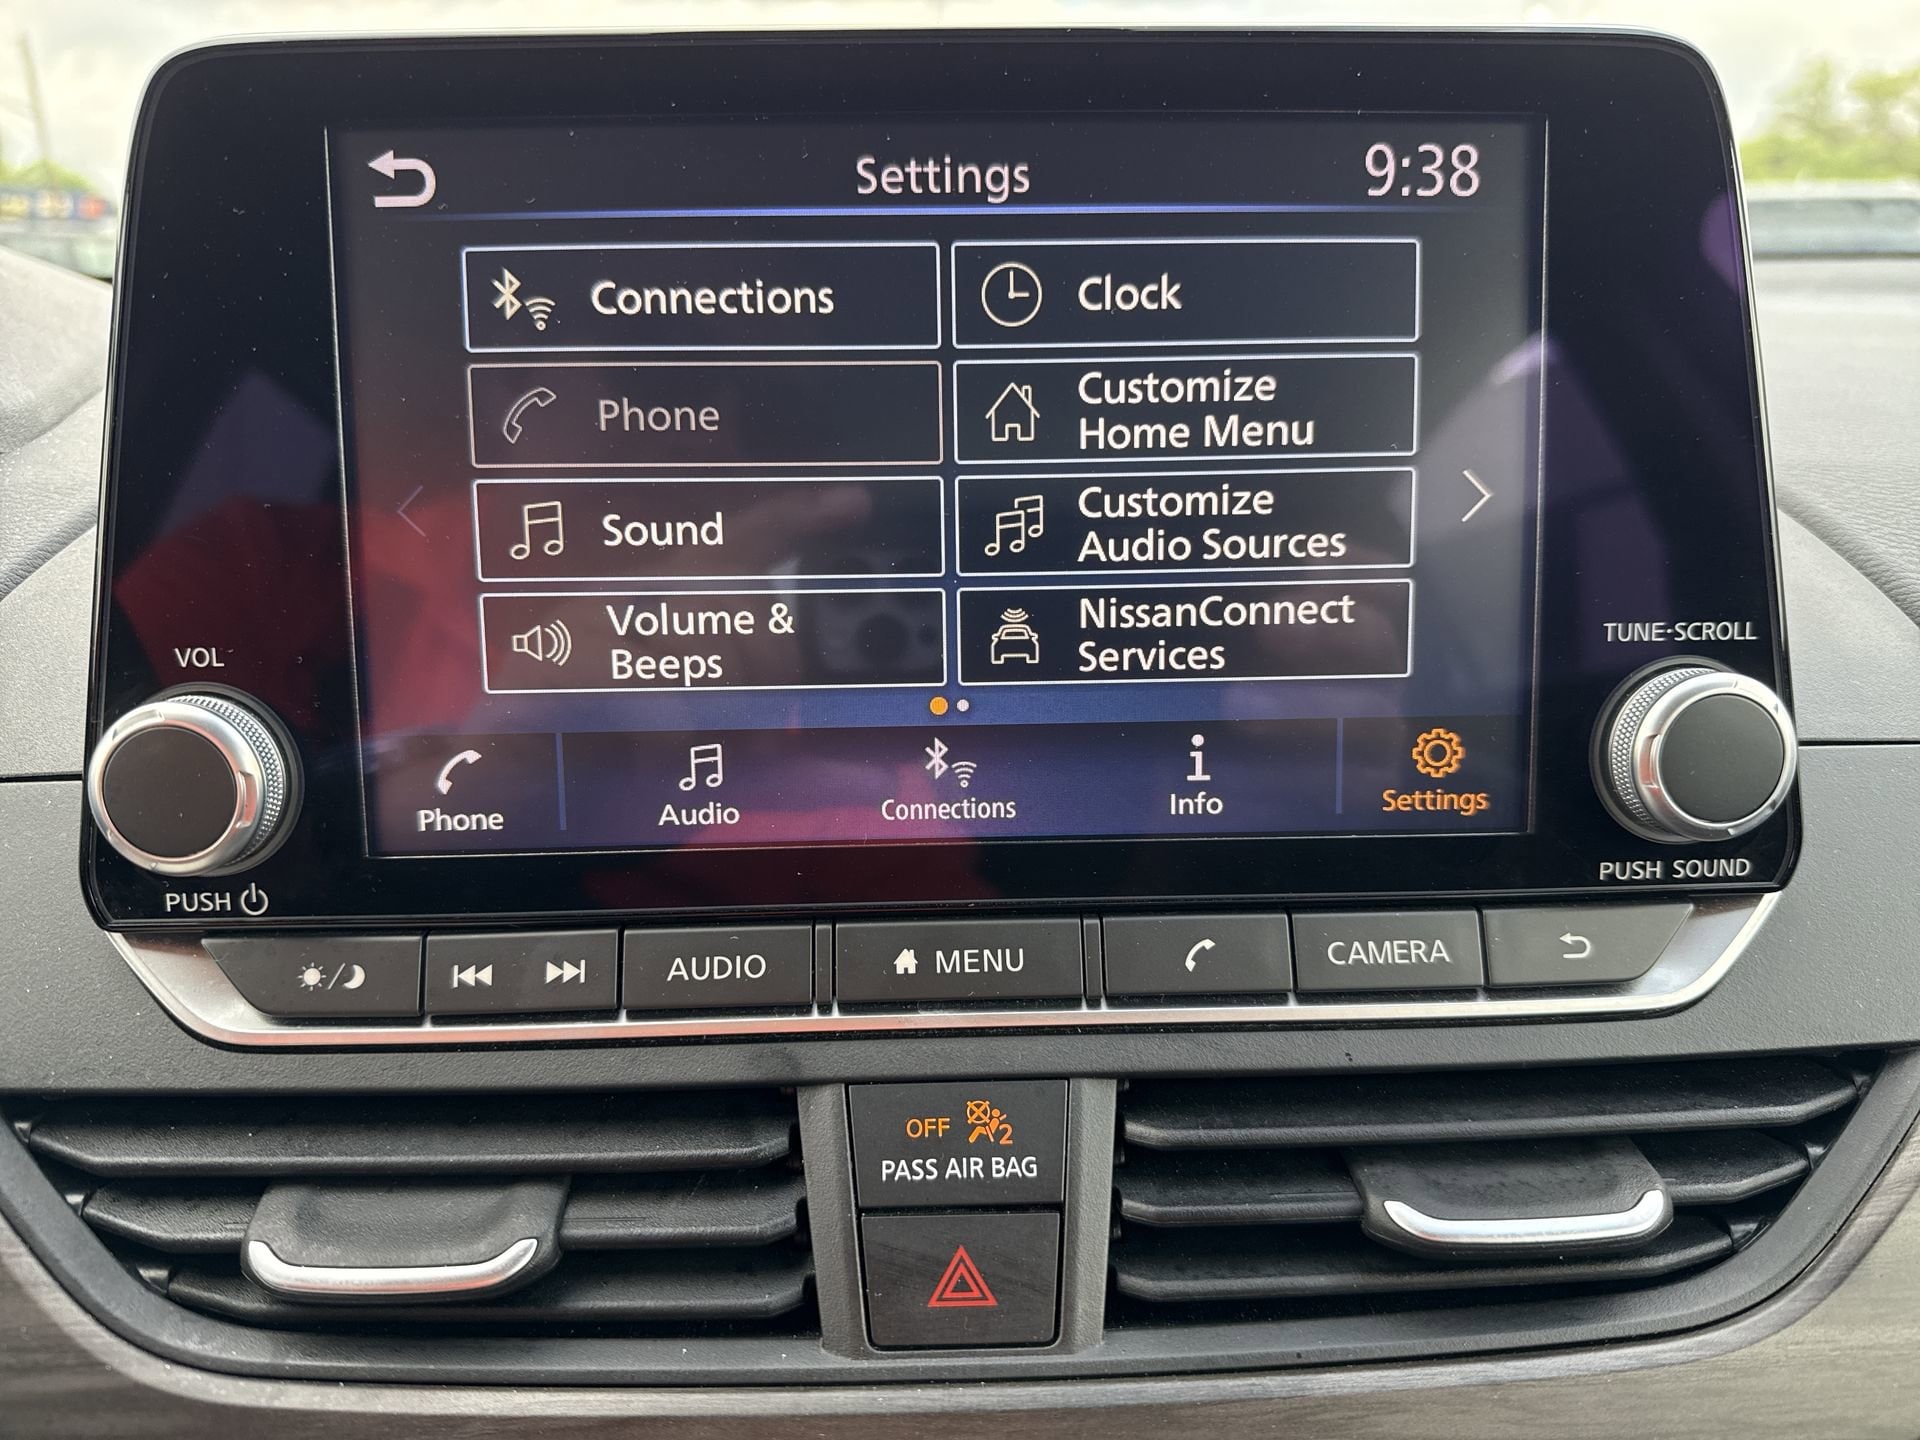 Settings
9:38
Connections
Clock
Phone
Customize
Home Menu
Sound
Customize
Audio Sources
Volume &
Beeps
NissanConnect
Services
VOL
TUNE·SCROLL
Phone
Audio
Connections
Info
Settings
PUSH
PUSH SOUND
AUDIO
MENU
CAMERA
OFF 2
PASS AIR BAG